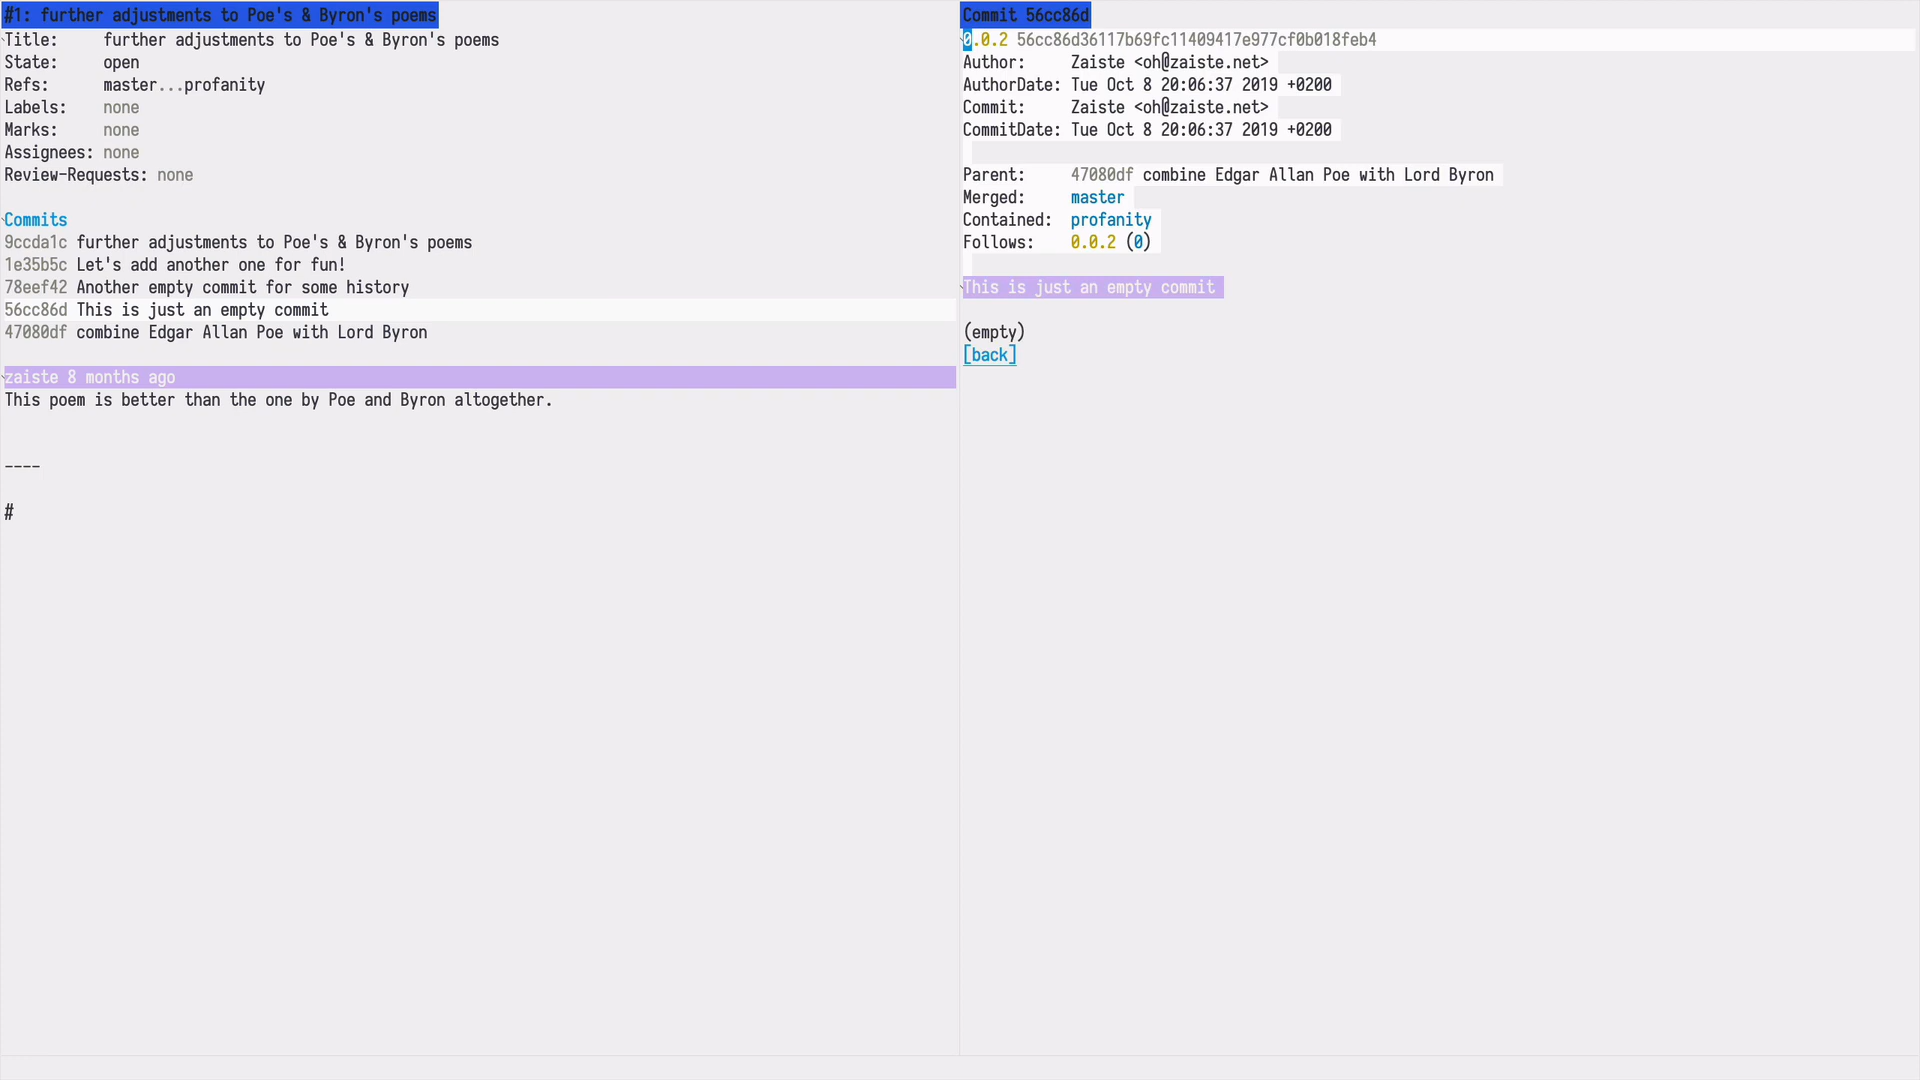 #1: further adjustments to Poe's & Byron's poems
Title:     further adjustments to Poe's & Byron's poems
State:     open
Refs:      master...profanity
Labels:    none
Marks:     none
Assignees: none
Review-Requests: none
Commits
9ccda1c further adjustments to Poe's & Byron's poems
1e35b5c Let's add another one for fun!
78eef42 Another empty commit for some history
56cc86d This is just an empty commit
47080df combine Edgar Allan Poe with Lord Byron
zaiste 8 months ago
This poem is better than the one by Poe and Byron altogether.
----
#
Commit 56cc86d
0.0.2 56cc86d36117b69fc11409417e977cf0b018feb4
Author:     Zaiste <oh@zaiste.net>
AuthorDate: Tue Oct 8 20:06:37 2019 +0200
Commit:     Zaiste <oh@zaiste.net>
CommitDate: Tue Oct 8 20:06:37 2019 +0200
Parent:     47080df combine Edgar Allan Poe with Lord Byron
Merged:     master
Contained:  profanity
Follows:    0.0.2 (0)
This is just an empty commit
(empty)
[back]